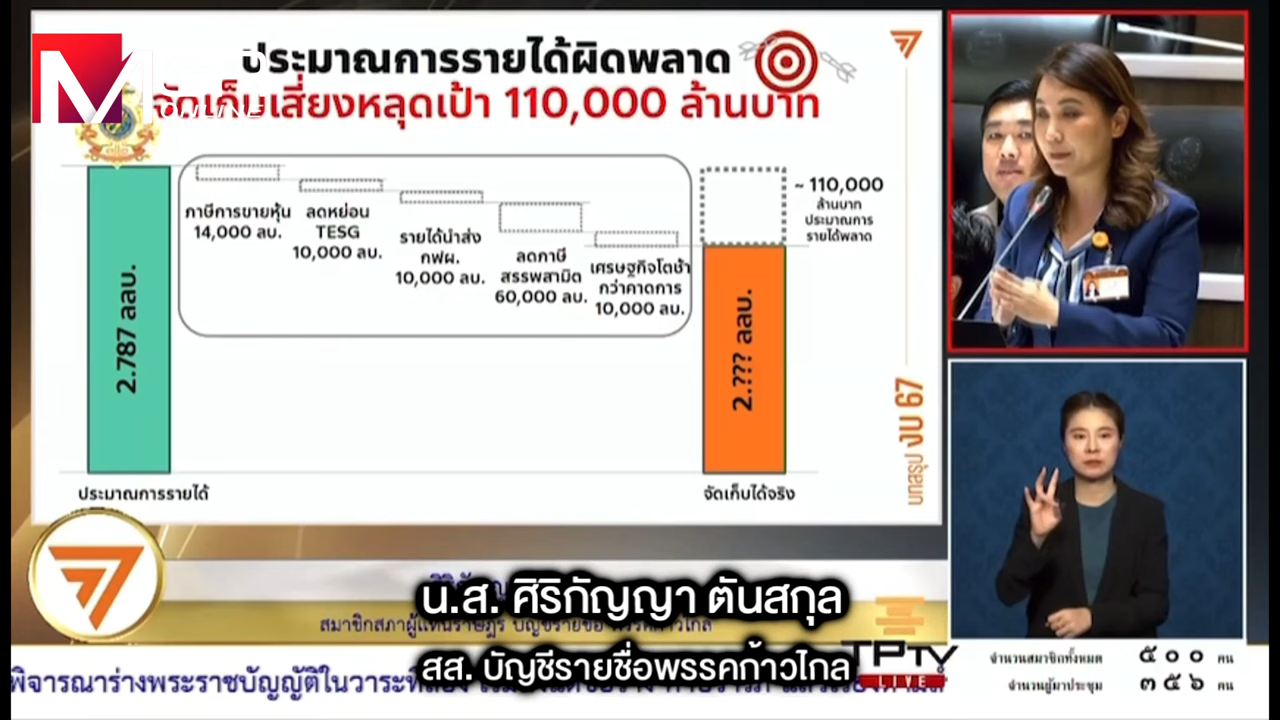 ประมาณการรายได้ผิดพลาด
จัดเก็บเสี่ยงหลุดเป้า 110,000 ล้านบาท
ONLINE
ภาษีการขายหุ้น
14,000 ลบ.
ลดหย่อน
TESG
10,000 ลบ.
รายได้นำส่ง
กฟผ.
10,000 ลบ.
ลดภาษี
สรรพสามิต
60,000 ลบ.
เศรษฐกิจโตช้า
กว่าคาดการ
10,000 ลบ.
~ 110,000
ล้านบาท
ประมาณการ
รายได้พลาด
2.787 ลลบ.
2.??? ลลบ.
ประมาณการรายได้
จัดเก็บได้จริง
บทสรุป งบ 67
น.ส. ศิริกัญญา ตันสกุล
สมาชิกสภาผู้แทนราษฎร บัญชีรายชื่อ พรรคก้าวไกล
สส. บัญชีรายชื่อพรรคก้าวไกล
TPTV
LIVE
พิจารณาร่างพระราชบัญญัติในวาระที่สอง
จำนวนสมาชิกทั้งหมด ๕๐๐ คน
จำนวนผู้มาประชุม ๓๕๖ คน